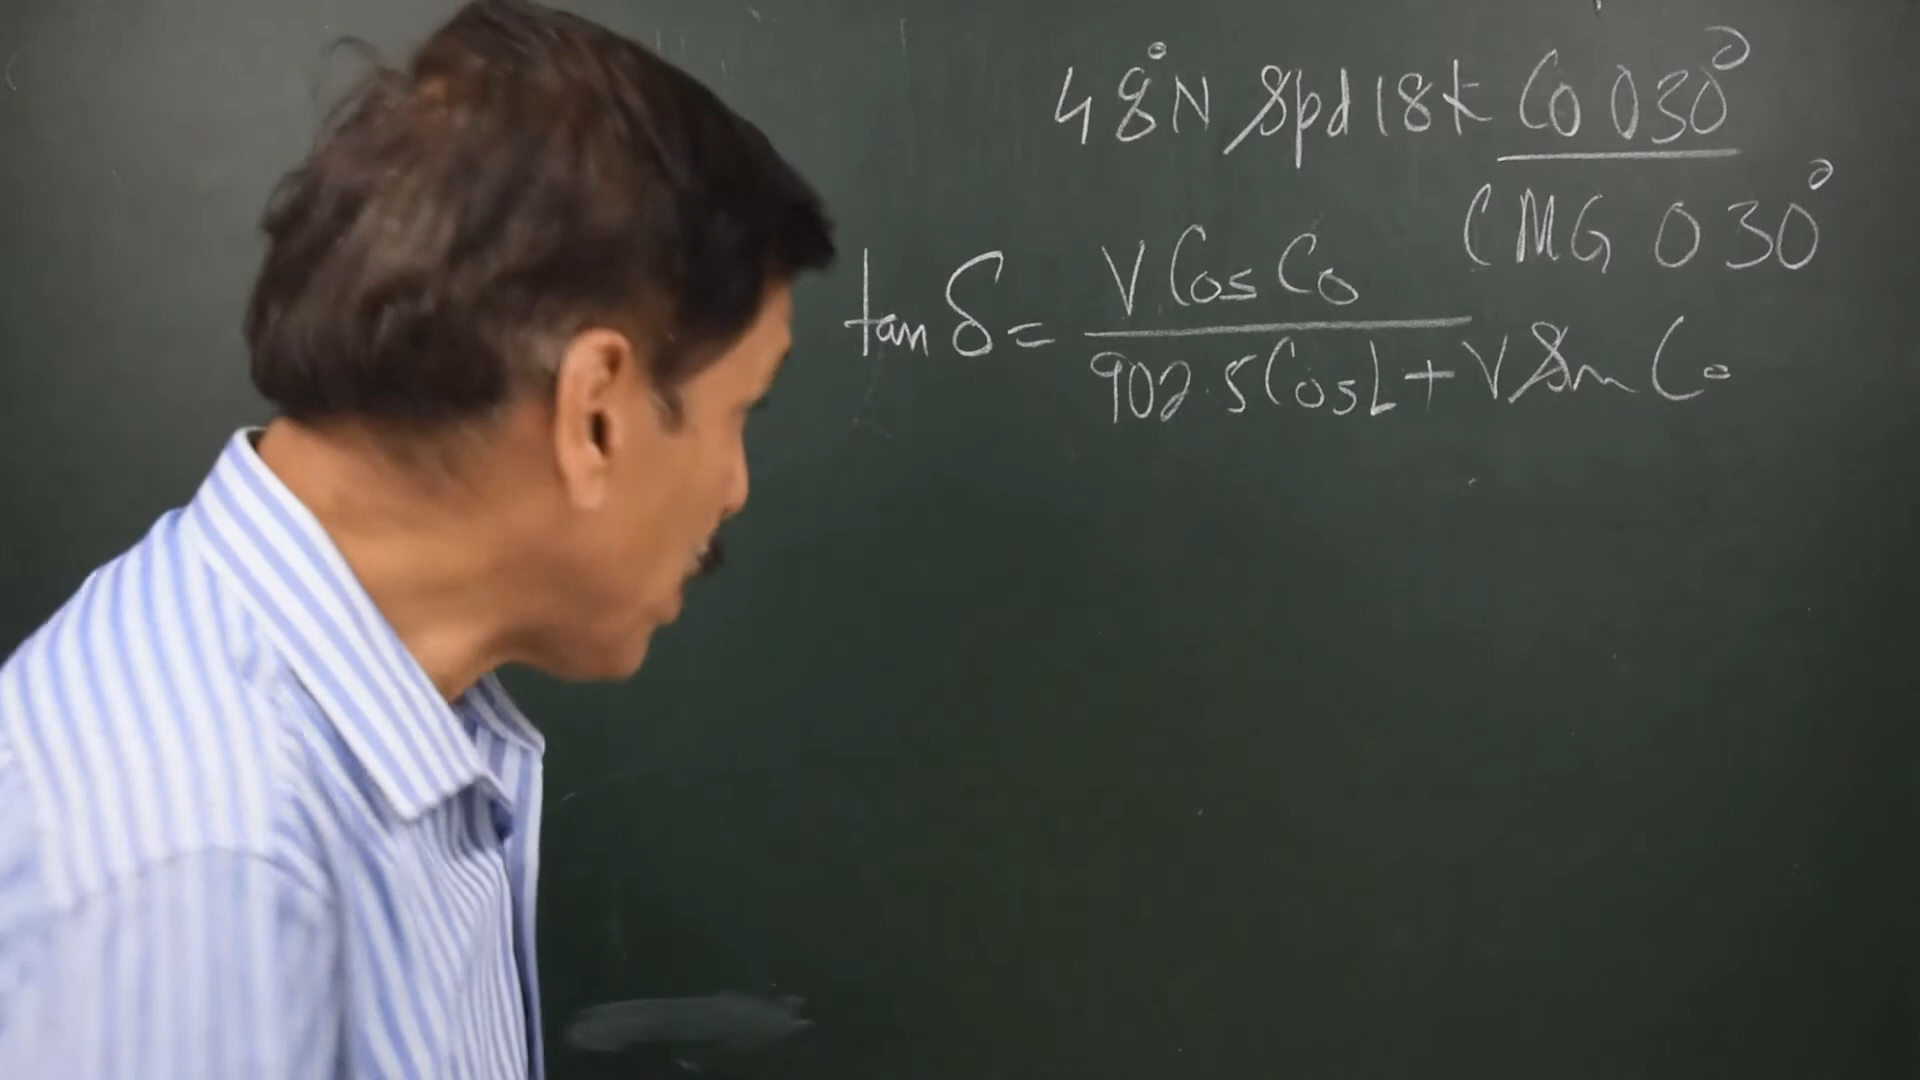 48°N Spd 18k Co 030°
CMG 030°
tan δ = V Cos Co
902.5 Cos L + V Sin Co